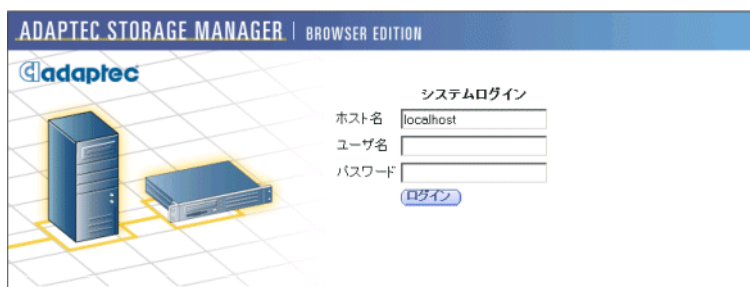 ADAPTEC STORAGE MANAGER | BROWSER EDITION
adaptec
システムログイン
ホスト名 localhost
ユーザ名
パスワード
ログイン